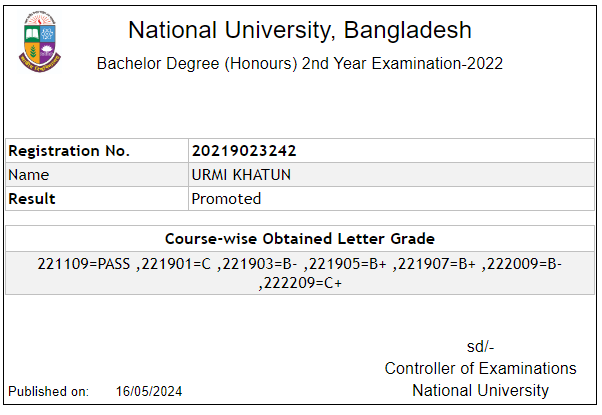 National University, Bangladesh
Bachelor Degree (Honours) 2nd Year Examination-2022
Registration No. 20219023242
Name URMI KHATUN
Result Promoted
Course-wise Obtained Letter Grade
221109=PASS ,221901=C ,221903=B- ,221905=B+ ,221907=B+ ,222009=B-
,222209=C+
sd/-
Controller of Examinations
Published on: 16/05/2024 National University